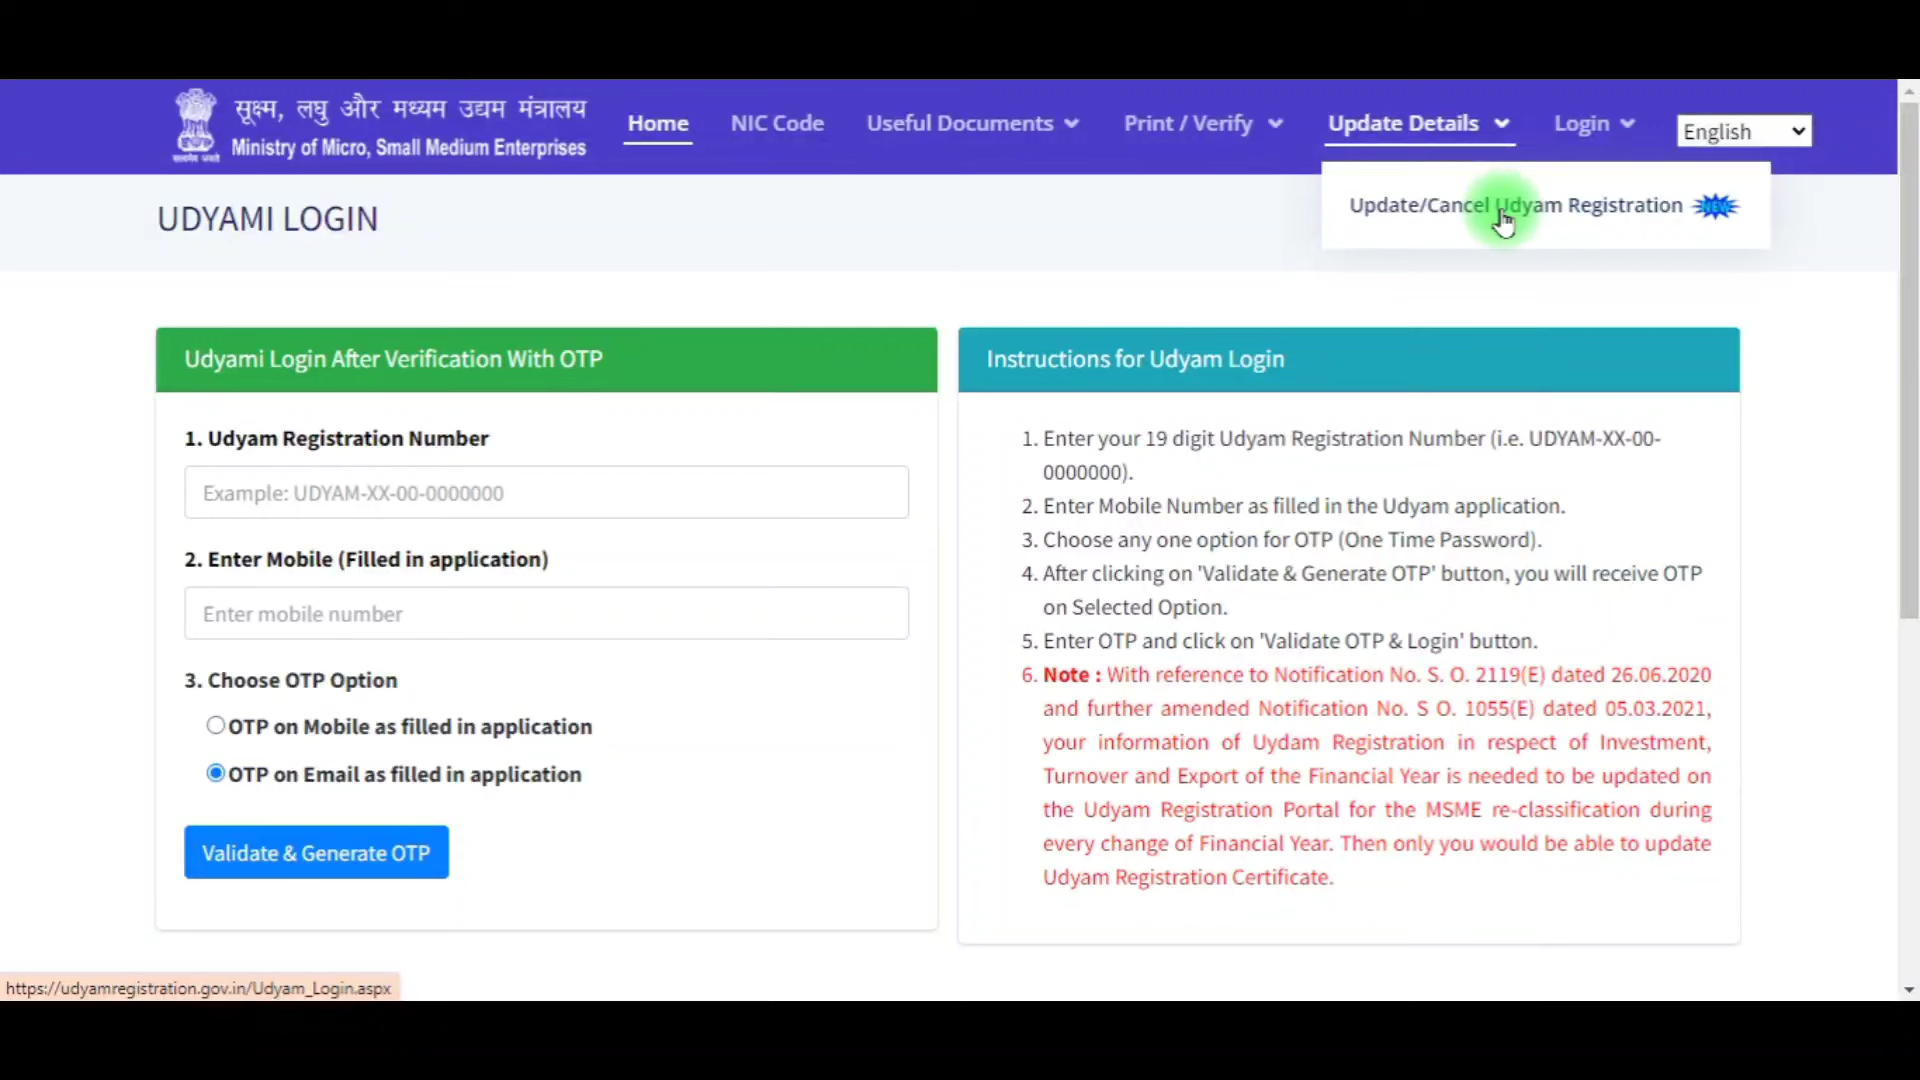 सूक्ष्म, लघु और मध्यम उद्यम मंत्रालय
Ministry of Micro, Small Medium Enterprises
Home
NIC Code
Useful Documents
Print / Verify
Update Details
Login
English
UDYAMI LOGIN
Update/Cancel Udyam Registration
NEW
Udyami Login After Verification With OTP
1. Udyam Registration Number
Example: UDYAM-XX-00-0000000
2. Enter Mobile (Filled in application)
Enter mobile number
3. Choose OTP Option
OTP on Mobile as filled in application
OTP on Email as filled in application
Validate & Generate OTP
Instructions for Udyam Login
1. Enter your 19 digit Udyam Registration Number (i.e. UDYAM-XX-00-
0000000).
2. Enter Mobile Number as filled in the Udyam application.
3. Choose any one option for OTP (One Time Password).
4. After clicking on 'Validate & Generate OTP' button, you will receive OTP
on Selected Option.
5. Enter OTP and click on 'Validate OTP & Login' button.
6. Note : With reference to Notification No. S. O. 2119(E) dated 26.06.2020
and further amended Notification No. S O. 1055(E) dated 05.03.2021,
your information of Uydam Registration in respect of Investment,
Turnover and Export of the Financial Year is needed to be updated on
the Udyam Registration Portal for the MSME re-classification during
every change of Financial Year. Then only you would be able to update
Udyam Registration Certificate.
https://udyamregistration.gov.in/Udyam_Login.aspx